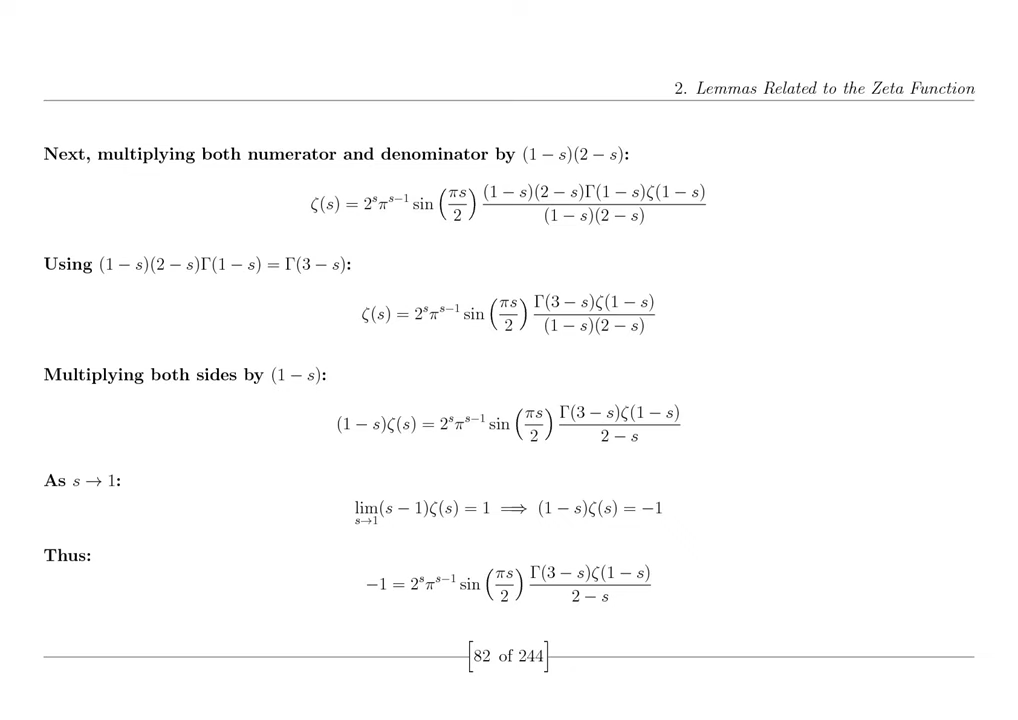 2. Lemmas Related to the Zeta Function
Next, multiplying both numerator and denominator by (1 − s)(2 − s):
ζ(s) = 2^s π^{s−1} sin(πs/2) (1 − s)(2 − s)Γ(1 − s)ζ(1 − s) / (1 − s)(2 − s)
Using (1 − s)(2 − s)Γ(1 − s) = Γ(3 − s):
ζ(s) = 2^s π^{s−1} sin(πs/2) Γ(3 − s)ζ(1 − s) / (1 − s)(2 − s)
Multiplying both sides by (1 − s):
(1 − s)ζ(s) = 2^s π^{s−1} sin(πs/2) Γ(3 − s)ζ(1 − s) / 2 − s
As s → 1:
lim_{s→1}(s − 1)ζ(s) = 1 ⟹ (1 − s)ζ(s) = −1
Thus:
−1 = 2^s π^{s−1} sin(πs/2) Γ(3 − s)ζ(1 − s) / 2 − s
[82 of 244]